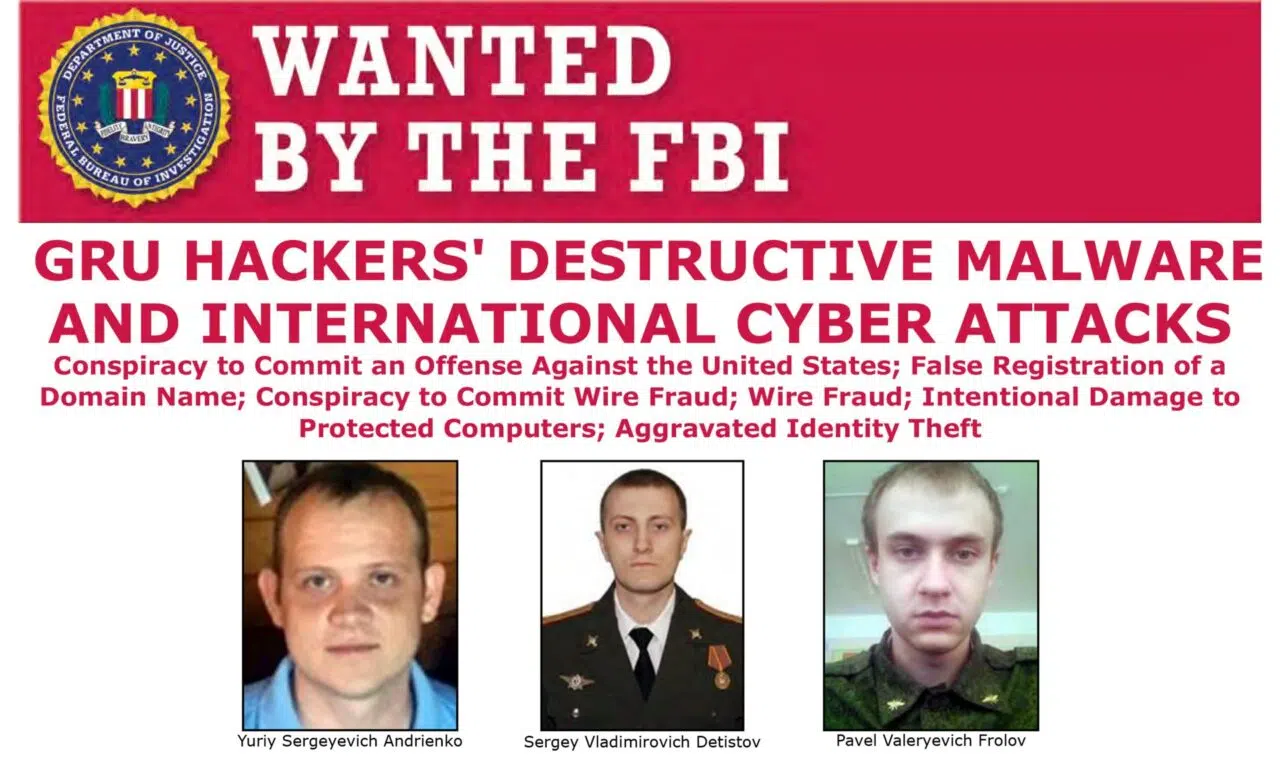 WANTED
BY THE FBI
DEPARTMENT OF JUSTICE
FEDERAL BUREAU OF INVESTIGATION
FIDELITY BRAVERY INTEGRITY
GRU HACKERS' DESTRUCTIVE MALWARE
AND INTERNATIONAL CYBER ATTACKS
Conspiracy to Commit an Offense Against the United States; False Registration of a
Domain Name; Conspiracy to Commit Wire Fraud; Wire Fraud; Intentional Damage to
Protected Computers; Aggravated Identity Theft
Yuriy Sergeyevich Andrienko
Sergey Vladimirovich Detistov
Pavel Valeryevich Frolov